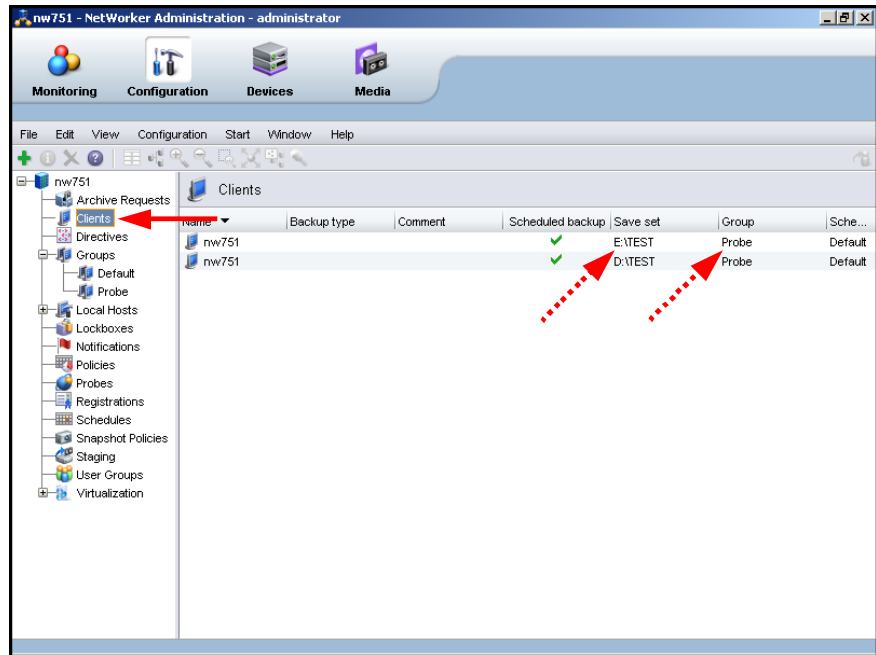 nw751 - NetWorker Administration - administrator
Monitoring Configuration Devices Media
File Edit View Configuration Start Window Help
nw751
Archive Requests
Clients
Directives
Groups
Default
Probe
Local Hosts
Lockboxes
Notifications
Policies
Probes
Registrations
Schedules
Snapshot Policies
Staging
User Groups
Virtualization
Clients
Name Backup type Comment Scheduled backup Save set Group Sche...
nw751 E:\TEST Probe Default
nw751 D:\TEST Probe Default